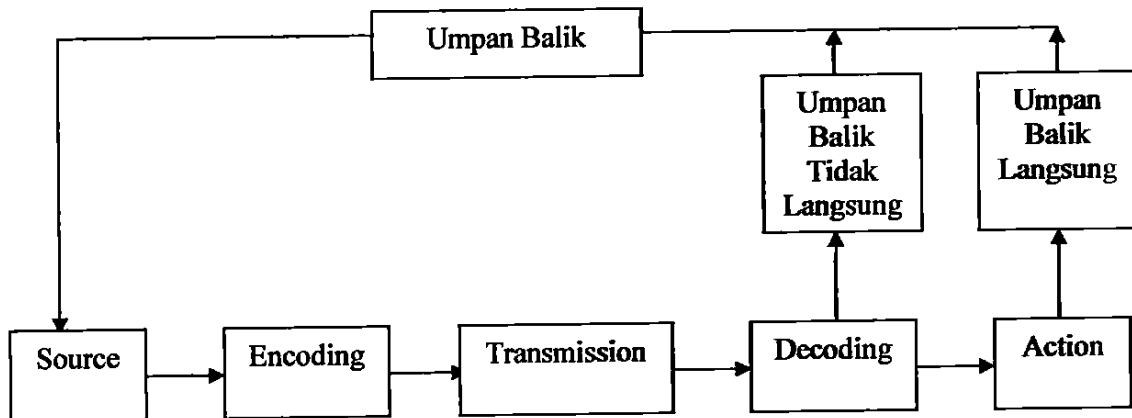 Umpan Balik
Umpan
Balik
Tidak
Langsung
Umpan
Balik
Langsung
Source
Encoding
Transmission
Decoding
Action